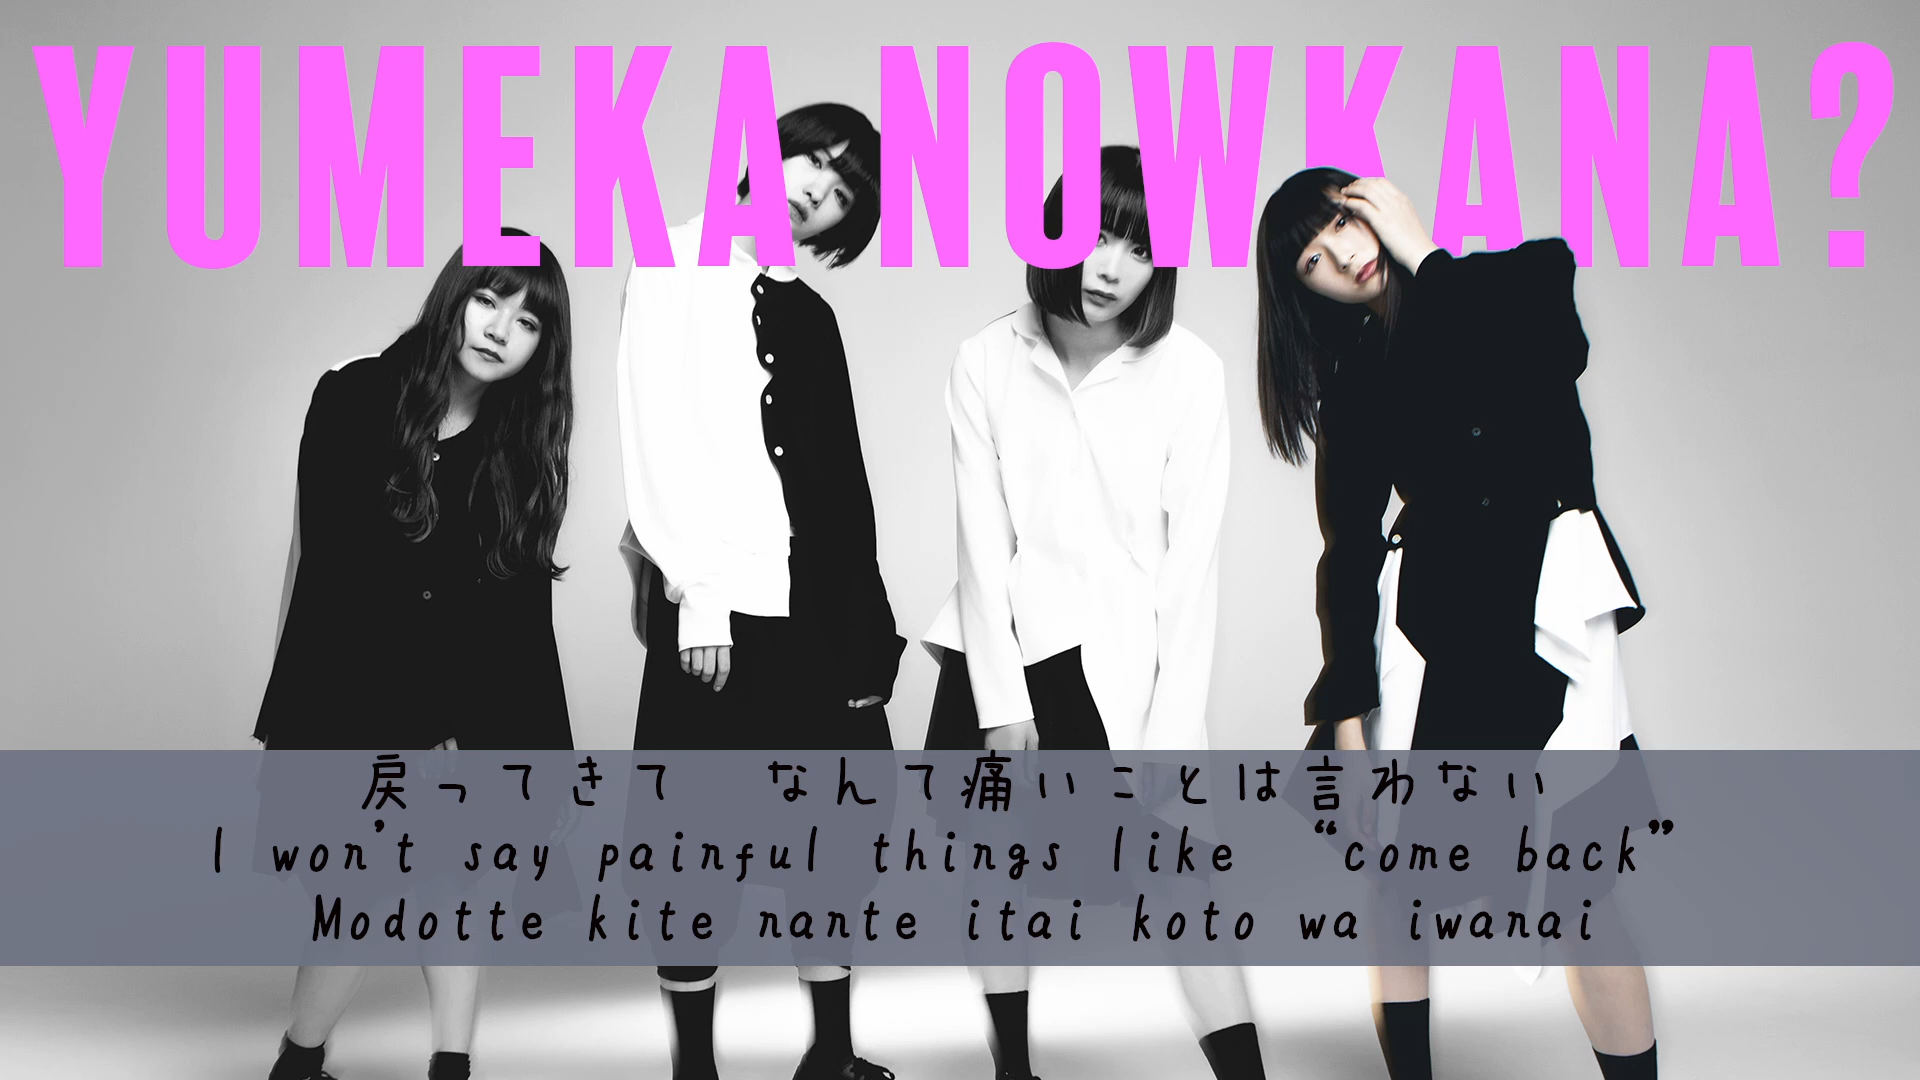 YUMEKA NOWKANA?
戻ってきて　なんて痛いことは言わない
I won't say painful things like “come back”
Modotte kite nante itai koto wa iwanai